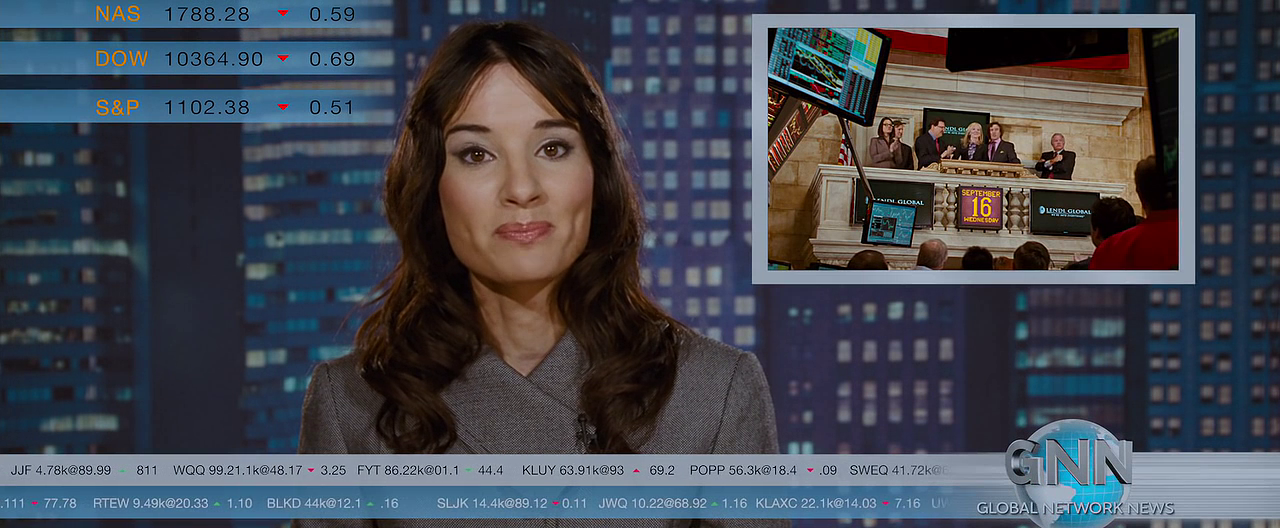 NAS 1788.28 0.59
DOW 10364.90 0.69
S&P 1102.38 0.51
LENDL GLOBAL
SEPTEMBER
16
WEDNESDAY
LENDL GLOBAL
JJF 4.78k@89.99 811 WQQ 99.21.1k@48.17 3.25 FYT 86.22k@01.1 44.4 KLUY 63.91k@93 69.2 POPP 56.3k@18.4 .09 SWEQ 41.72k@
.111 77.78 RTEW 9.49k@20.33 1.10 BLKD 44k@12.1 .16 SLJK 14.4k@89.12 0.11 JWQ 10.22@68.92 1.16 KLAXC 22.1k@14.03 7.16
GNN
GLOBAL NETWORK NEWS